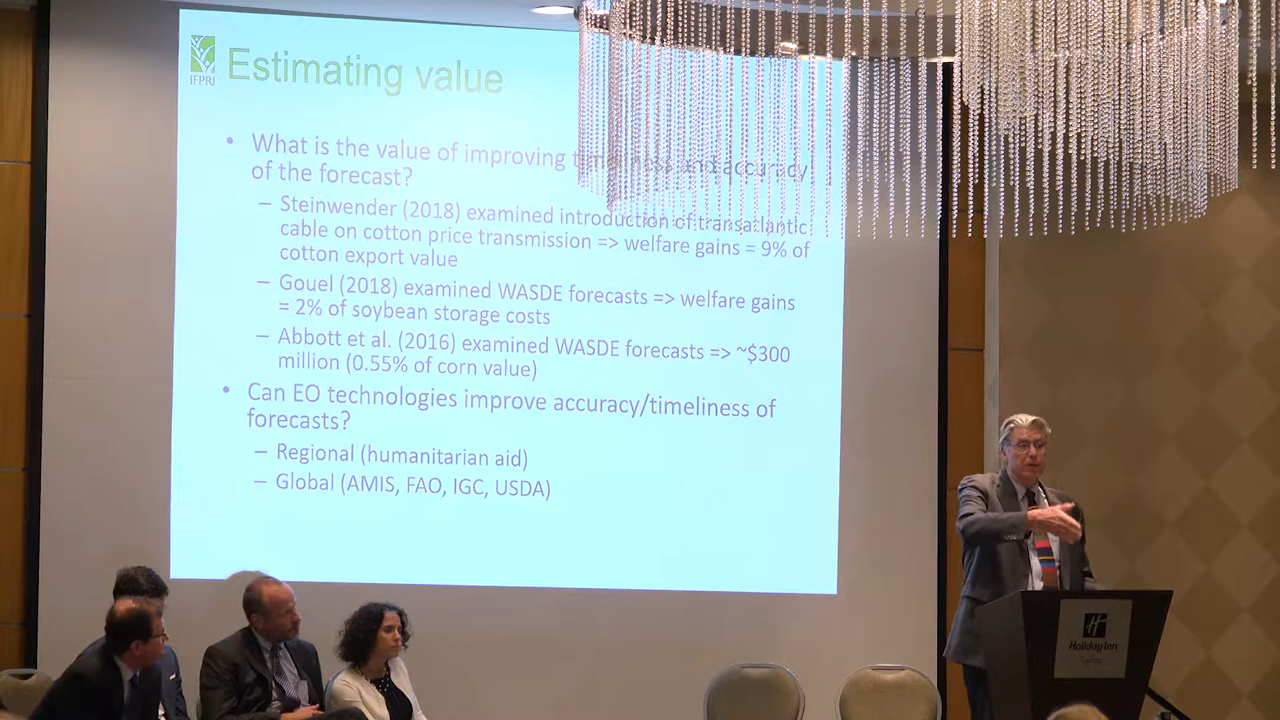 IFPRI
Estimating value
• What is the value of improving timeliness and accuracy
of the forecast?
– Steinwender (2018) examined introduction of transatlantic
cable on cotton price transmission => welfare gains = 9% of
cotton export value
– Gouel (2018) examined WASDE forecasts => welfare gains
= 2% of soybean storage costs
– Abbott et al. (2016) examined WASDE forecasts => ~$300
million (0.55% of corn value)
• Can EO technologies improve accuracy/timeliness of
forecasts?
– Regional (humanitarian aid)
– Global (AMIS, FAO, IGC, USDA)
H
Holiday Inn